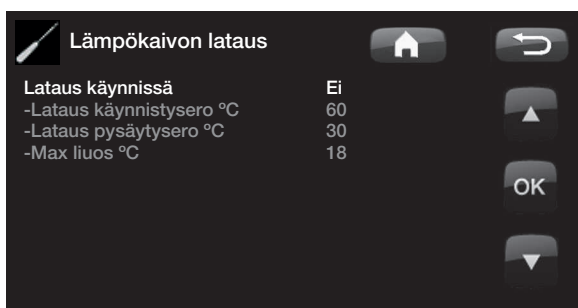 Lämpökaivon lataus
Lataus käynnissä Ei
-Lataus käynnistysero ºC 60
-Lataus pysäytysero ºC 30
-Max liuos ºC 18
OK